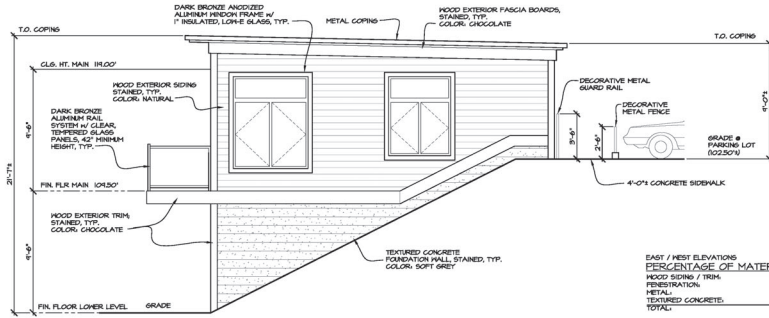 DARK BRONZE ANODIZED
ALUMINUM WINDOW FRAME w/
1" INSULATED, LOW-E GLASS, TYP.
METAL COPING
WOOD EXTERIOR FASCIA BOARDS,
STAINED, TYP.
COLOR: CHOCOLATE
T.O. COPING
T.O. COPING
CLG. HT. MAIN 119.00'
WOOD EXTERIOR SIDING
STAINED, TYP.
COLOR: NATURAL
DARK BRONZE
ALUMINUM RAIL
SYSTEM w/ CLEAR,
TEMPERED GLASS
PANELS, 42" MINIMUM
HEIGHT, TYP.
DECORATIVE METAL
GUARD RAIL
DECORATIVE
METAL FENCE
9'-0"±
9'-6"
21'-7"±
3'-6"
2'-6"
GRADE @
PARKING LOT
(102.50'±)
FIN. FLR MAIN 109.50'
4'-0"± CONCRETE SIDEWALK
WOOD EXTERIOR TRIM,
STAINED, TYP.
COLOR: CHOCOLATE
9'-6"
TEXTURED CONCRETE
FOUNDATION WALL, STAINED, TYP.
COLOR: SOFT GREY
FIN. FLOOR LOWER LEVEL
GRADE
EAST / WEST ELEVATIONS
PERCENTAGE OF MATER
WOOD SIDING / TRIM:
FENESTRATION:
METAL:
TEXTURED CONCRETE:
TOTAL: